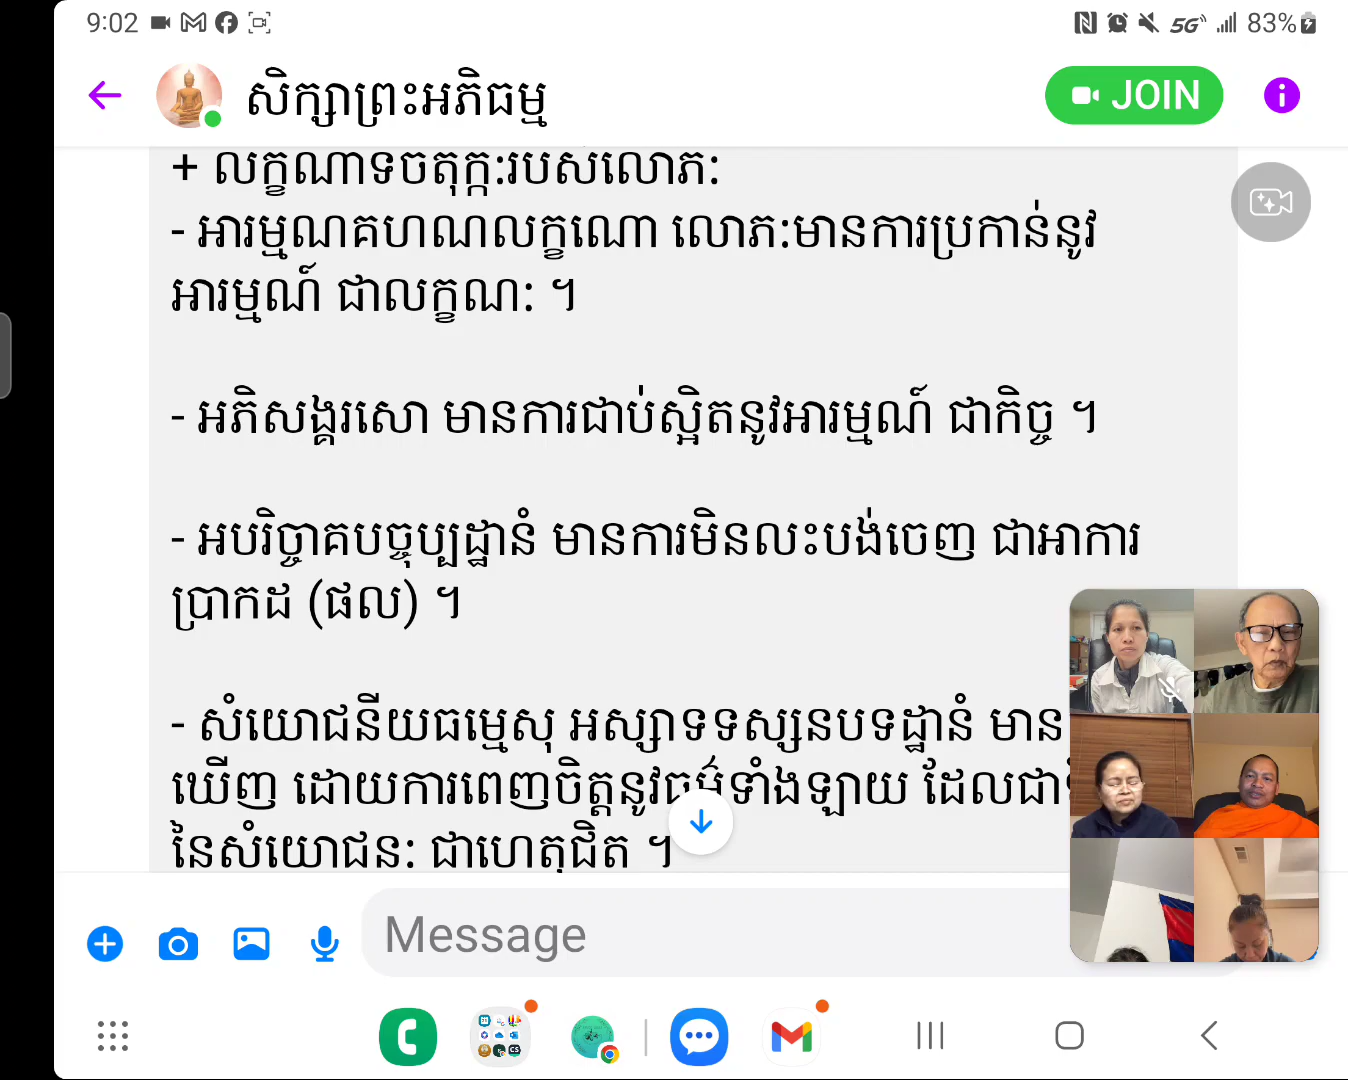 9:02
5G 83%
សិក្សាព្រះអភិធម្ម
JOIN
+ លក្ខណាទិចតុក្កៈរបស់លោភៈ
- អារម្មណគហណលក្ខណោ លោភៈមានការប្រកាន់នូវ
អារម្មណ៍ ជាលក្ខណៈ ។
- អភិសង្គរសោ មានការជាប់ស្អិតនូវអារម្មណ៍ ជាកិច្ច ។
- អបរិច្ចាគបច្ចុប្បដ្ឋានំ មានការមិនលះបង់ចេញ ជាអាការ
ប្រាកដ (ផល) ។
- សំយោជនីយធម្មេសុ អស្សាទទស្សនបទដ្ឋានំ មាន
ឃើញ ដោយការពេញចិត្តនូវធម៌ទាំងឡាយ ដែលជា
នៃសំយោជនៈ ជាហេតុជិត ។
Message